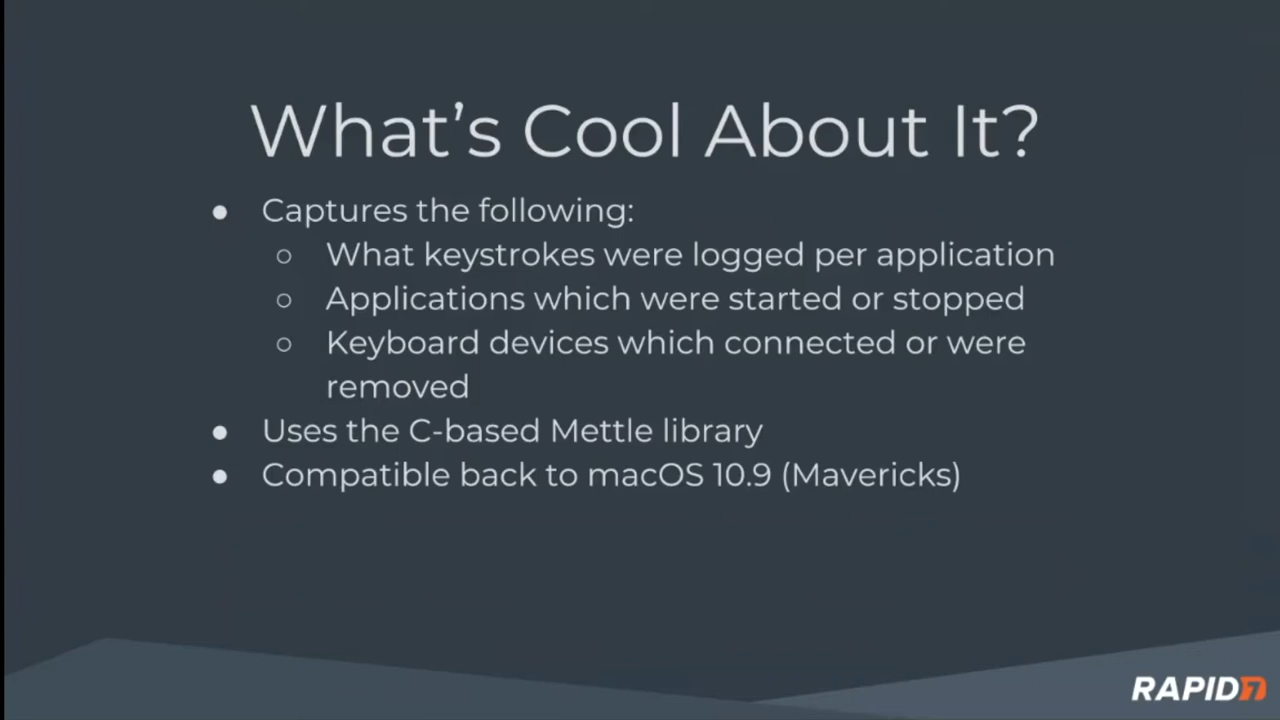 What's Cool About It?
● Captures the following:
○ What keystrokes were logged per application
○ Applications which were started or stopped
○ Keyboard devices which connected or were
removed
● Uses the C-based Mettle library
● Compatible back to macOS 10.9 (Mavericks)
RAPID7